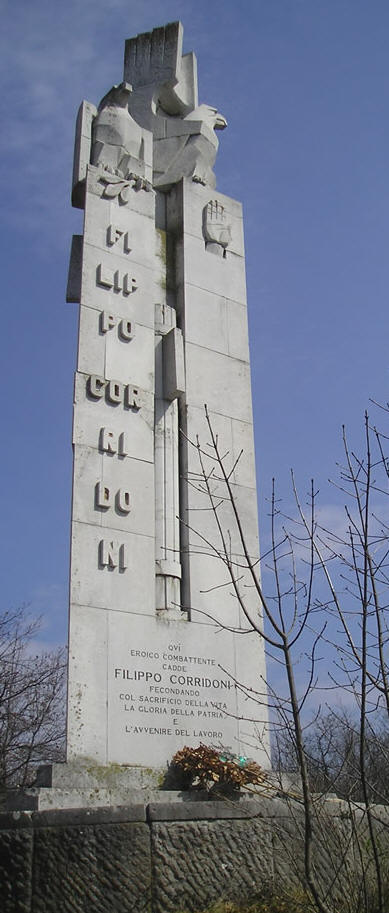 FI
LIP
PO
COR
RI
DO
NI
QVI
EROICO COMBATTENTE
CADDE
FILIPPO CORRIDONI
FECONDANDO
COL SACRIFICIO DELLA VITA
LA GLORIA DELLA PATRIA
E
L'AVVENIRE DEL LAVORO